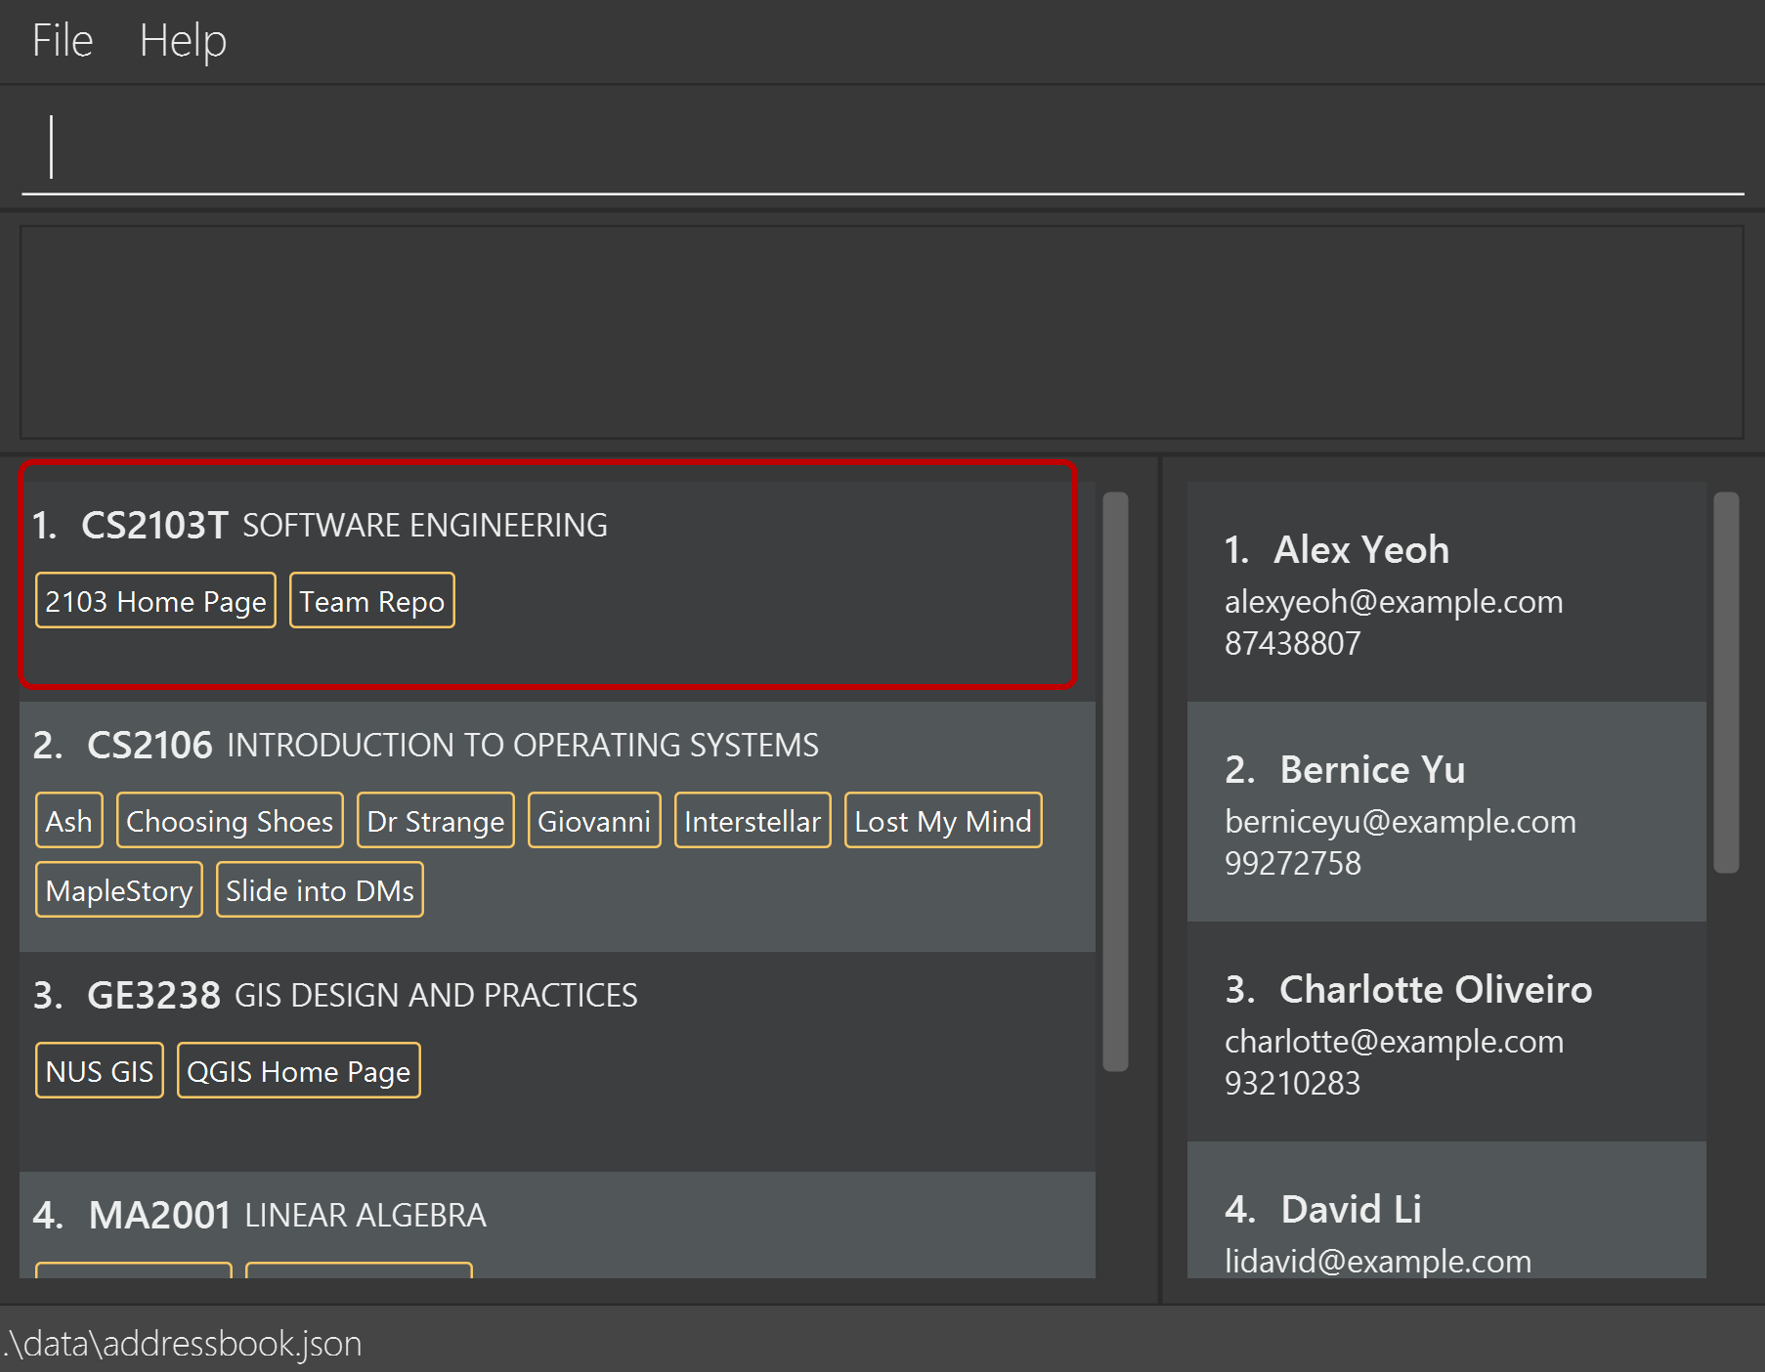 File Help
1. CS2103T SOFTWARE ENGINEERING
2103 Home Page Team Repo
2. CS2106 INTRODUCTION TO OPERATING SYSTEMS
Ash Choosing Shoes Dr Strange Giovanni Interstellar Lost My Mind
MapleStory Slide into DMs
3. GE3238 GIS DESIGN AND PRACTICES
NUS GIS QGIS Home Page
4. MA2001 LINEAR ALGEBRA
1. Alex Yeoh
alexyeoh@example.com
87438807
2. Bernice Yu
berniceyu@example.com
99272758
3. Charlotte Oliveiro
charlotte@example.com
93210283
4. David Li
lidavid@example.com
.\data\addressbook.json